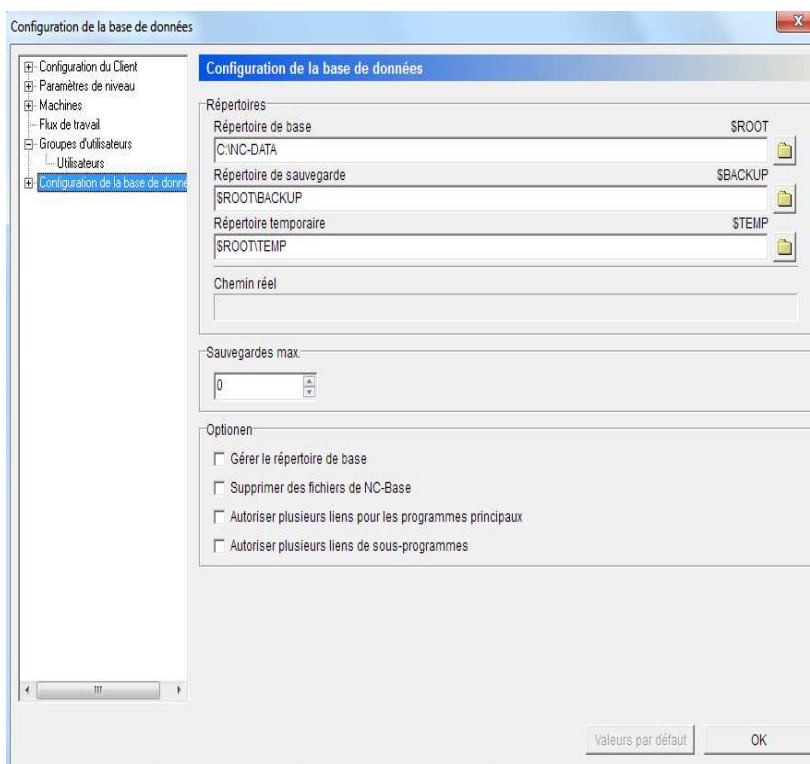 Configuration de la base de données
x
Configuration du Client
Paramètres de niveau
Machines
Flux de travail
Groupes d'utilisateurs
Utilisateurs
Configuration de la base de donné
Configuration de la base de données
Répertoires
Répertoire de base $ROOT
C:\NC-DATA
Répertoire de sauvegarde $BACKUP
$ROOT\BACKUP
Répertoire temporaire $TEMP
$ROOT\TEMP
Chemin réel
Sauvegardes max.
0
Optionen
Gérer le répertoire de base
Supprimer des fichiers de NC-Base
Autoriser plusieurs liens pour les programmes principaux
Autoriser plusieurs liens de sous-programmes
Valeurs par défaut OK